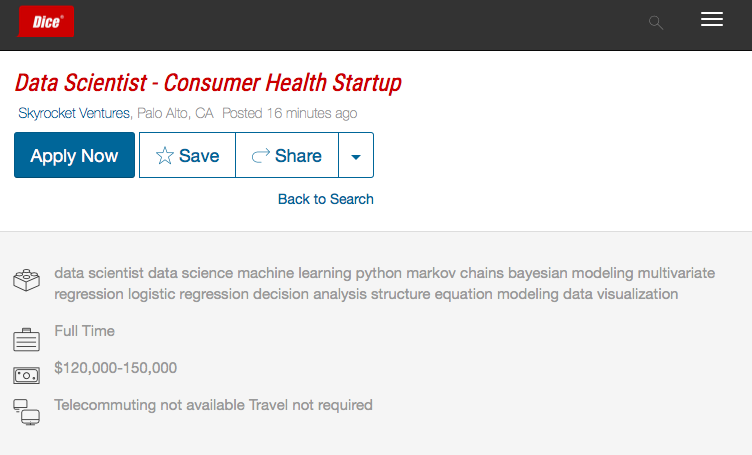 Dice
Data Scientist - Consumer Health Startup
Skyrocket Ventures, Palo Alto, CA Posted 16 minutes ago
Apply Now Save Share
Back to Search
data scientist data science machine learning python markov chains bayesian modeling multivariate
regression logistic regression decision analysis structure equation modeling data visualization
Full Time
$120,000-150,000
Telecommuting not available Travel not required